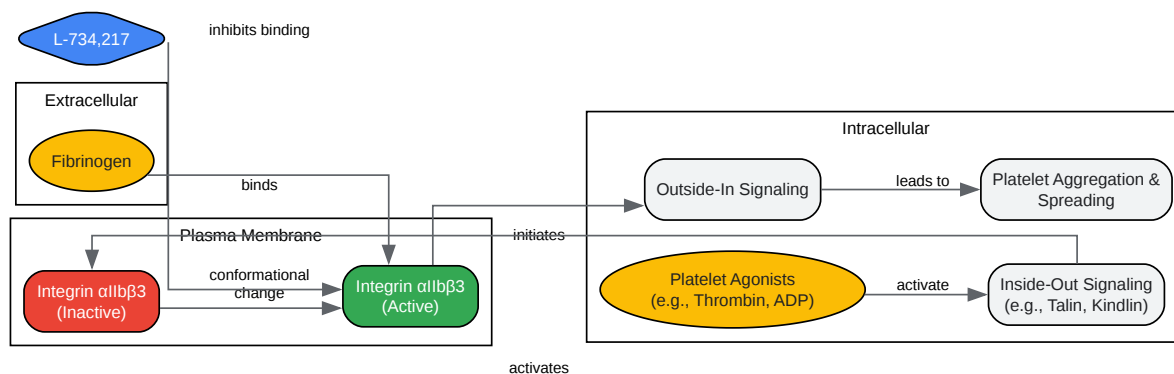 L-734,217
inhibits binding
Extracellular
Fibrinogen
binds
Intracellular
Outside-In Signaling
leads to
Platelet Aggregation &
Spreading
Plasma Membrane
initiates
Integrin αIIbβ3
(Inactive)
conformational
change
Integrin αIIbβ3
(Active)
Platelet Agonists
(e.g., Thrombin, ADP)
activate
Inside-Out Signaling
(e.g., Talin, Kindlin)
activates